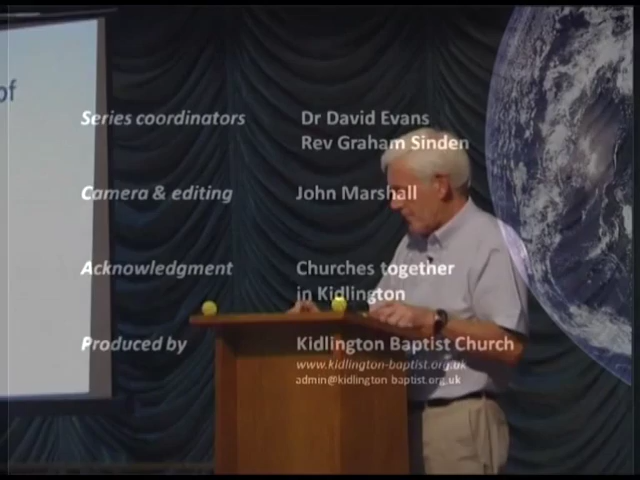 of
Series coordinators Dr David Evans
Rev Graham Sinden
Camera & editing John Marshall
Acknowledgment Churches together
in Kidlington
Produced by Kidlington Baptist Church
www.kidlington-baptist.org.uk
admin@kidlington-baptist.org.uk